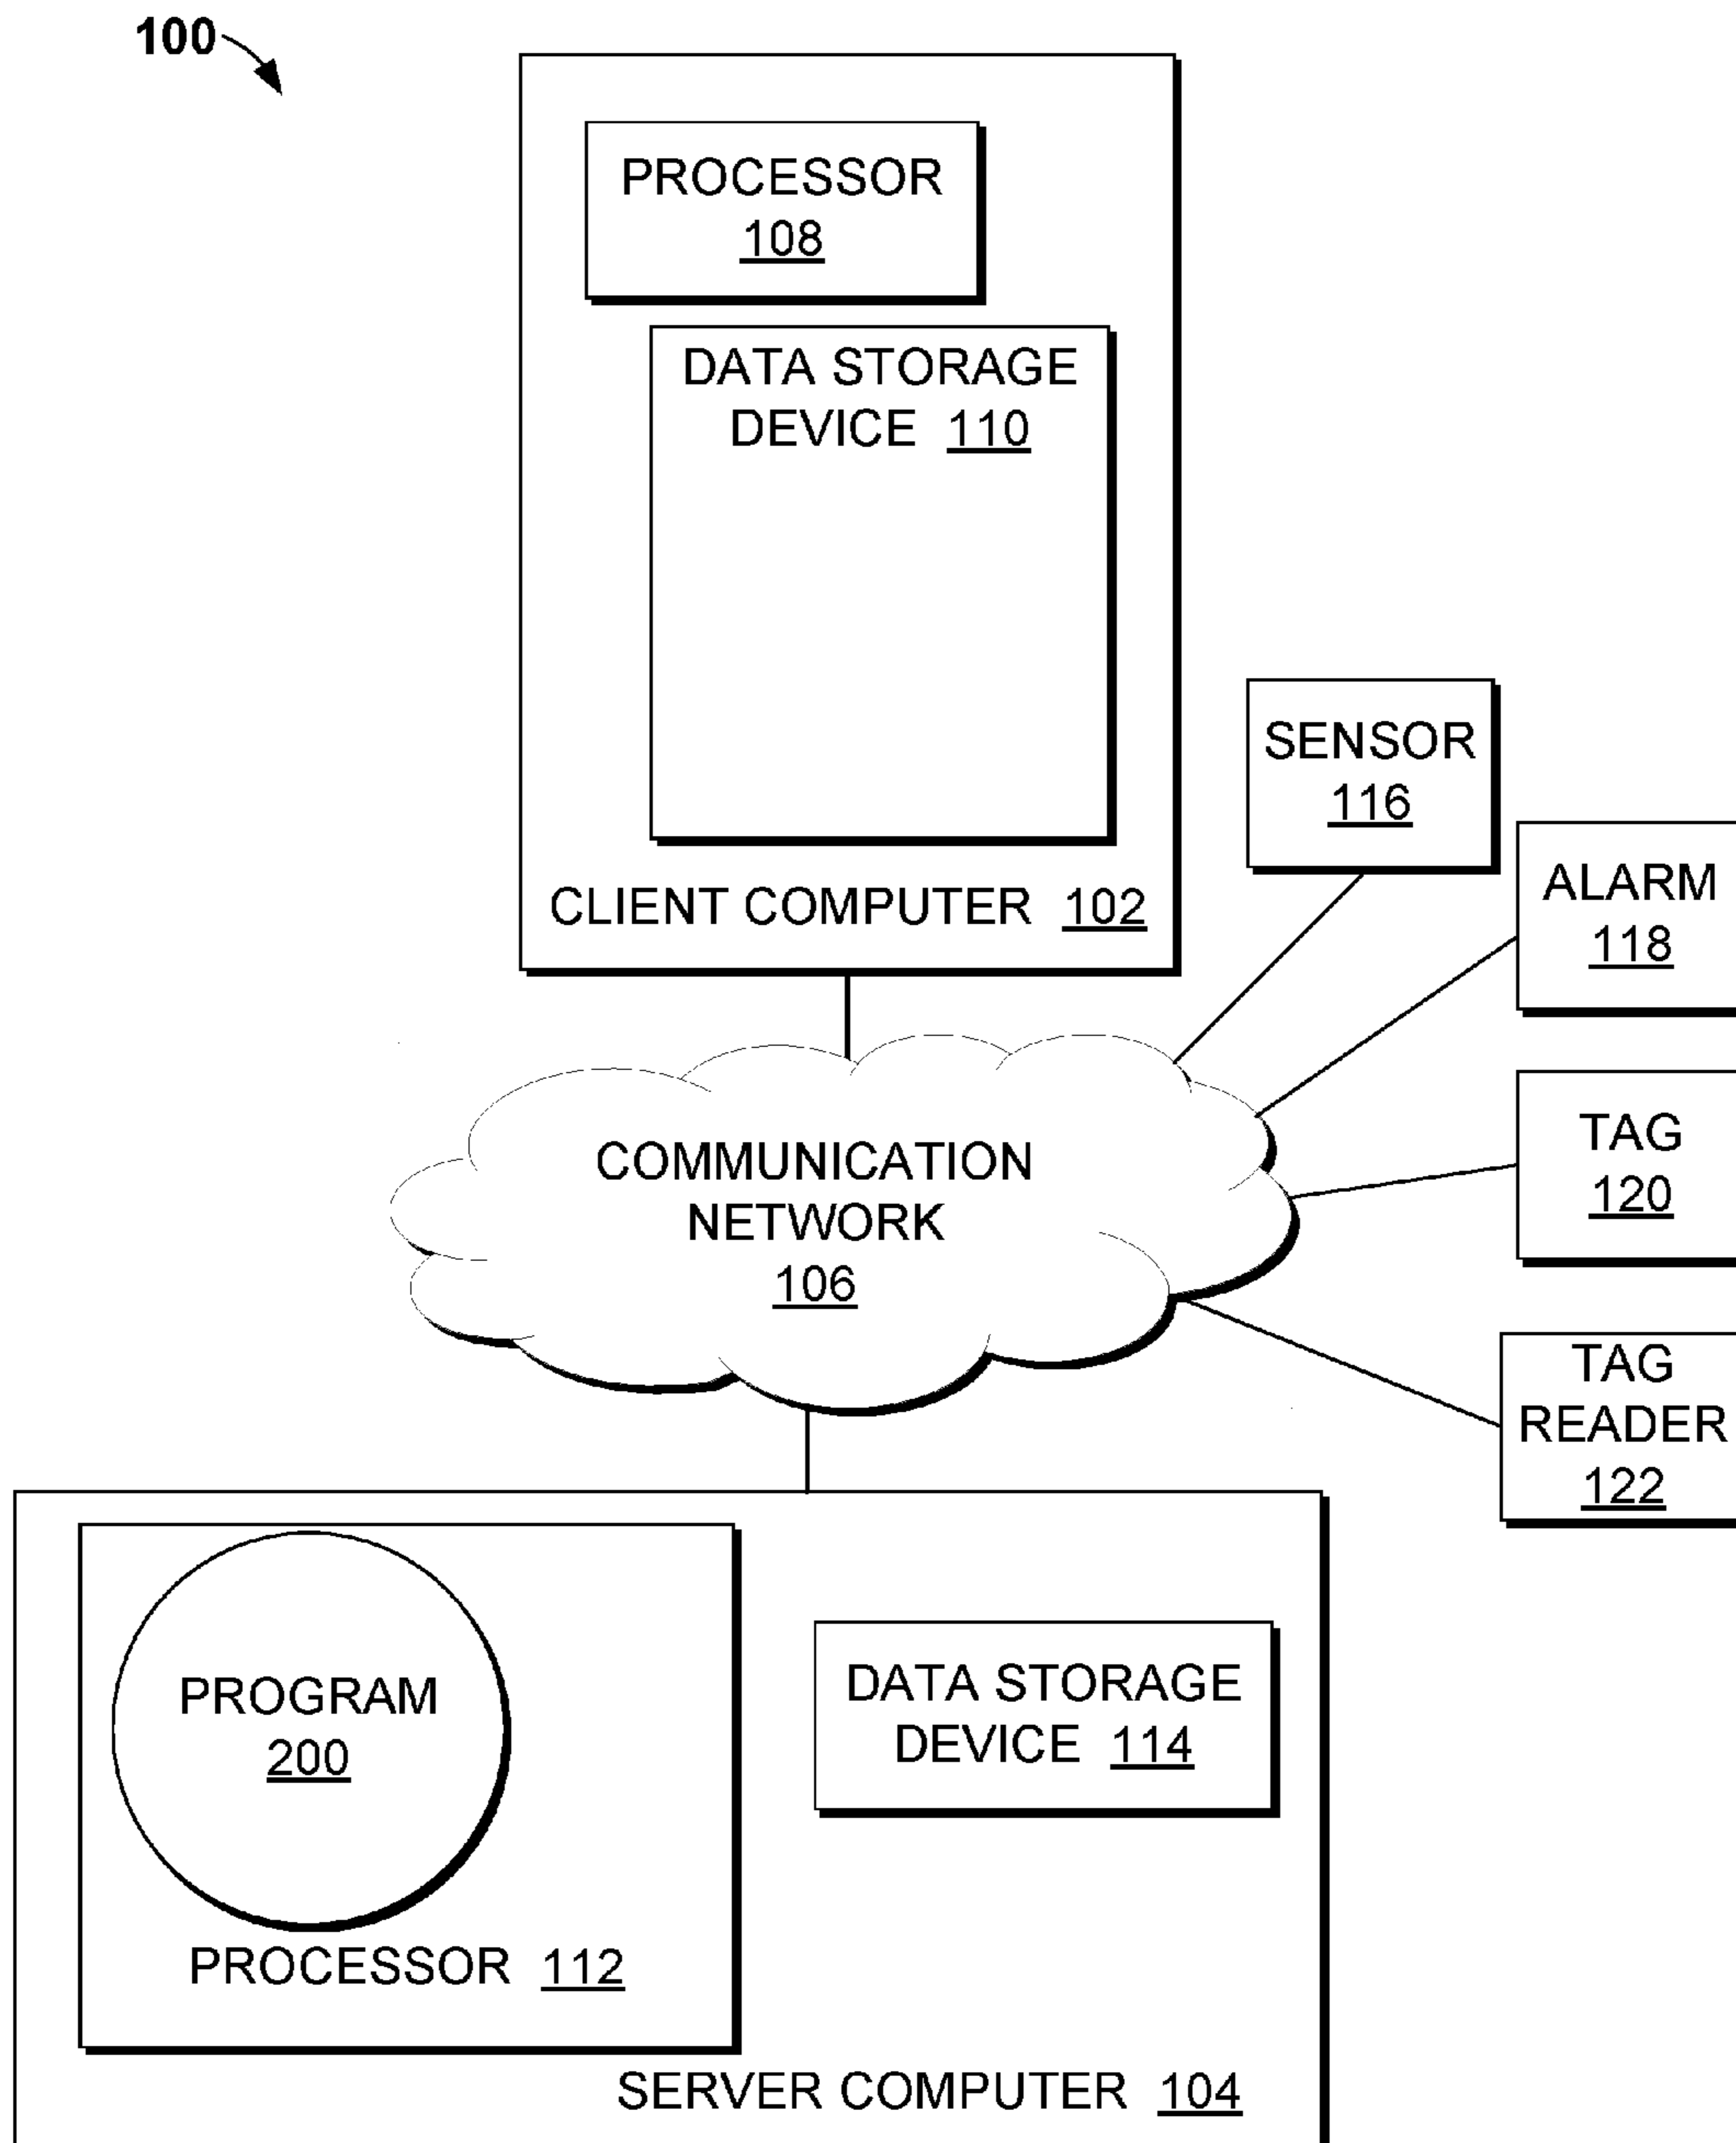 100
PROCESSOR
108
DATA STORAGE
DEVICE 110
CLIENT COMPUTER 102
SENSOR
116
ALARM
118
COMMUNICATION
NETWORK
106
TAG
120
TAG
READER
122
PROGRAM
200
PROCESSOR 112
DATA STORAGE
DEVICE 114
SERVER COMPUTER 104